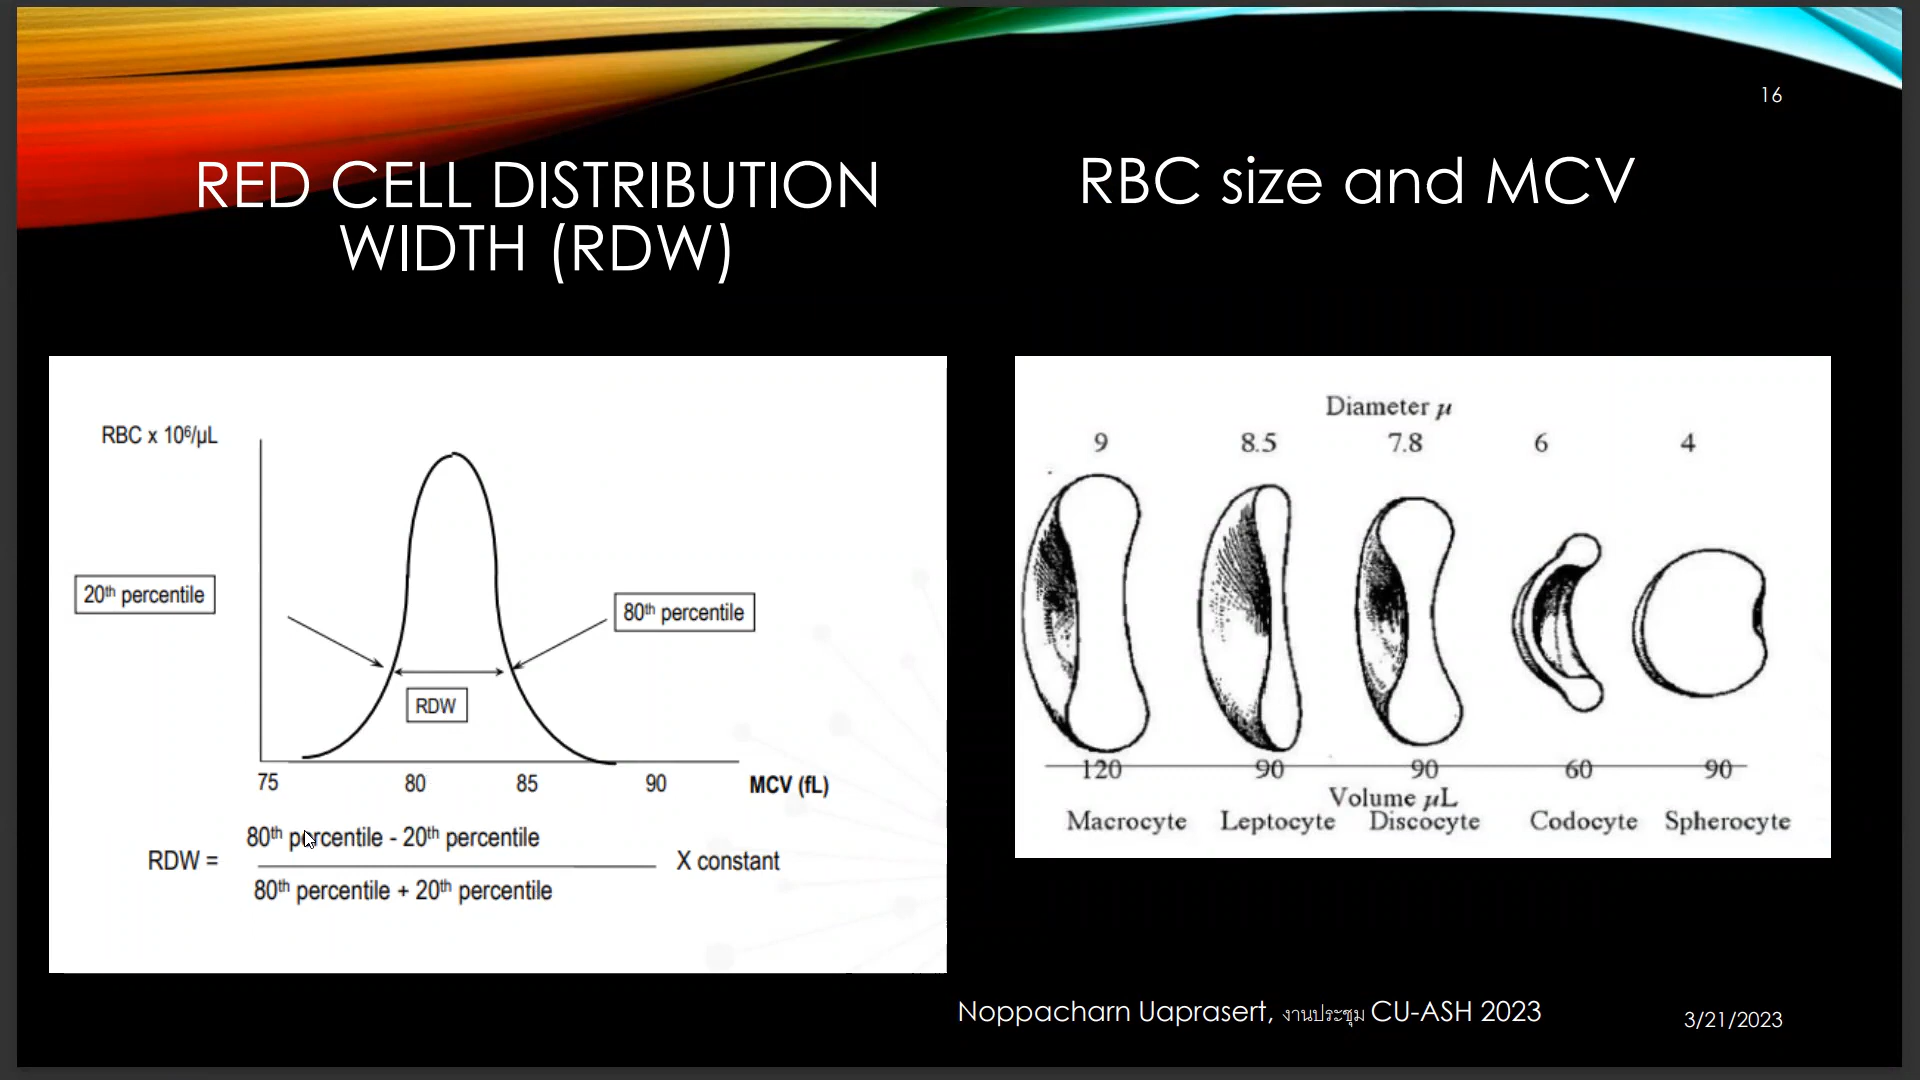 16
RED CELL DISTRIBUTION
WIDTH (RDW)
RBC size and MCV
RBC x 10⁶/µL
20th percentile
80th percentile
RDW
75 80 85 90 MCV (fL)
80th percentile - 20th percentile
RDW = X constant
80th percentile + 20th percentile
Diameter µ
9 8.5 7.8 6 4
120 90 90 60 90
Volume µL
Macrocyte Leptocyte Discocyte Codocyte Spherocyte
Noppacharn Uaprasert, งานประชุม CU-ASH 2023
3/21/2023